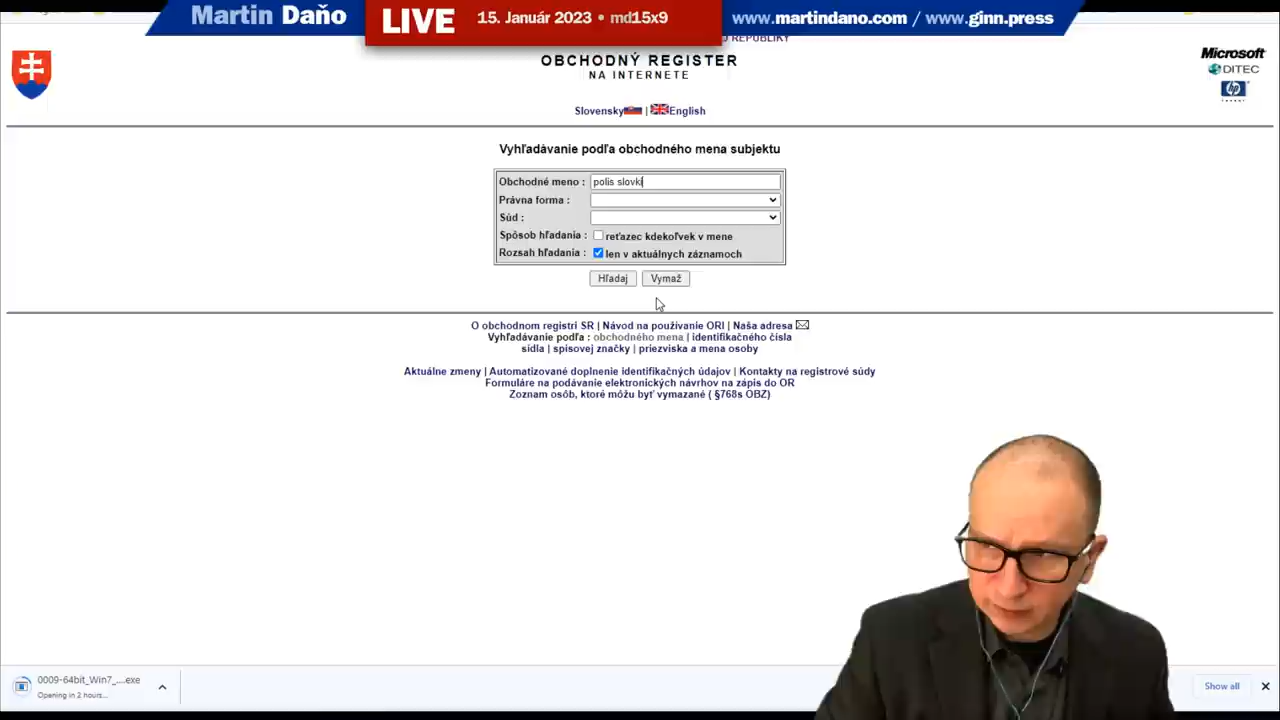 Martin Daňo
LIVE
15. Január 2023 • md15x9
www.martindano.com / www.ginn.press
REPUBLIKY
OBCHODNÝ REGISTER
NA INTERNETE
Microsoft
DITEC
hp
invent
Slovensky | English
Vyhľadávanie podľa obchodného mena subjektu
Obchodné meno : polis slovki
Právna forma :
Súd :
Spôsob hľadania : reťazec kdekoľvek v mene
Rozsah hľadania : len v aktuálnych záznamoch
Hľadaj Vymaž
O obchodnom registri SR | Návod na používanie ORI | Naša adresa
Vyhľadávanie podľa : obchodného mena | identifikačného čísla
sídla | spisovej značky | priezviska a mena osoby
Aktuálne zmeny | Automatizované doplnenie identifikačných údajov | Kontakty na registrové súdy
Formuláre na podávanie elektronických návrhov na zápis do OR
Zoznam osôb, ktoré môžu byť vymazané ( §768s OBZ)
0009-64bit_Win7_....exe
Opening in 2 hours...
Show all